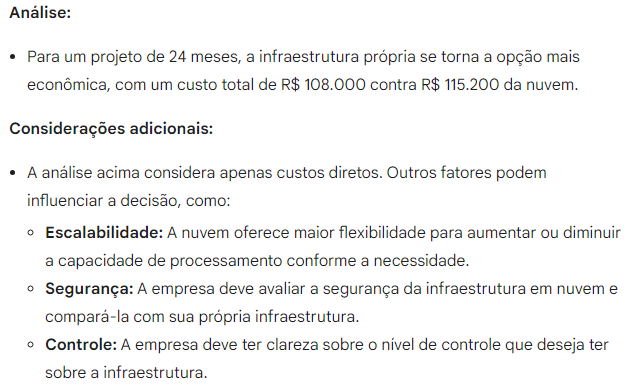 Análise:
• Para um projeto de 24 meses, a infraestrutura própria se torna a opção mais
econômica, com um custo total de R$ 108.000 contra R$ 115.200 da nuvem.
Considerações adicionais:
• A análise acima considera apenas custos diretos. Outros fatores podem
influenciar a decisão, como:
◦ Escalabilidade: A nuvem oferece maior flexibilidade para aumentar ou diminuir
a capacidade de processamento conforme a necessidade.
◦ Segurança: A empresa deve avaliar a segurança da infraestrutura em nuvem e
compará-la com sua própria infraestrutura.
◦ Controle: A empresa deve ter clareza sobre o nível de controle que deseja ter
sobre a infraestrutura.